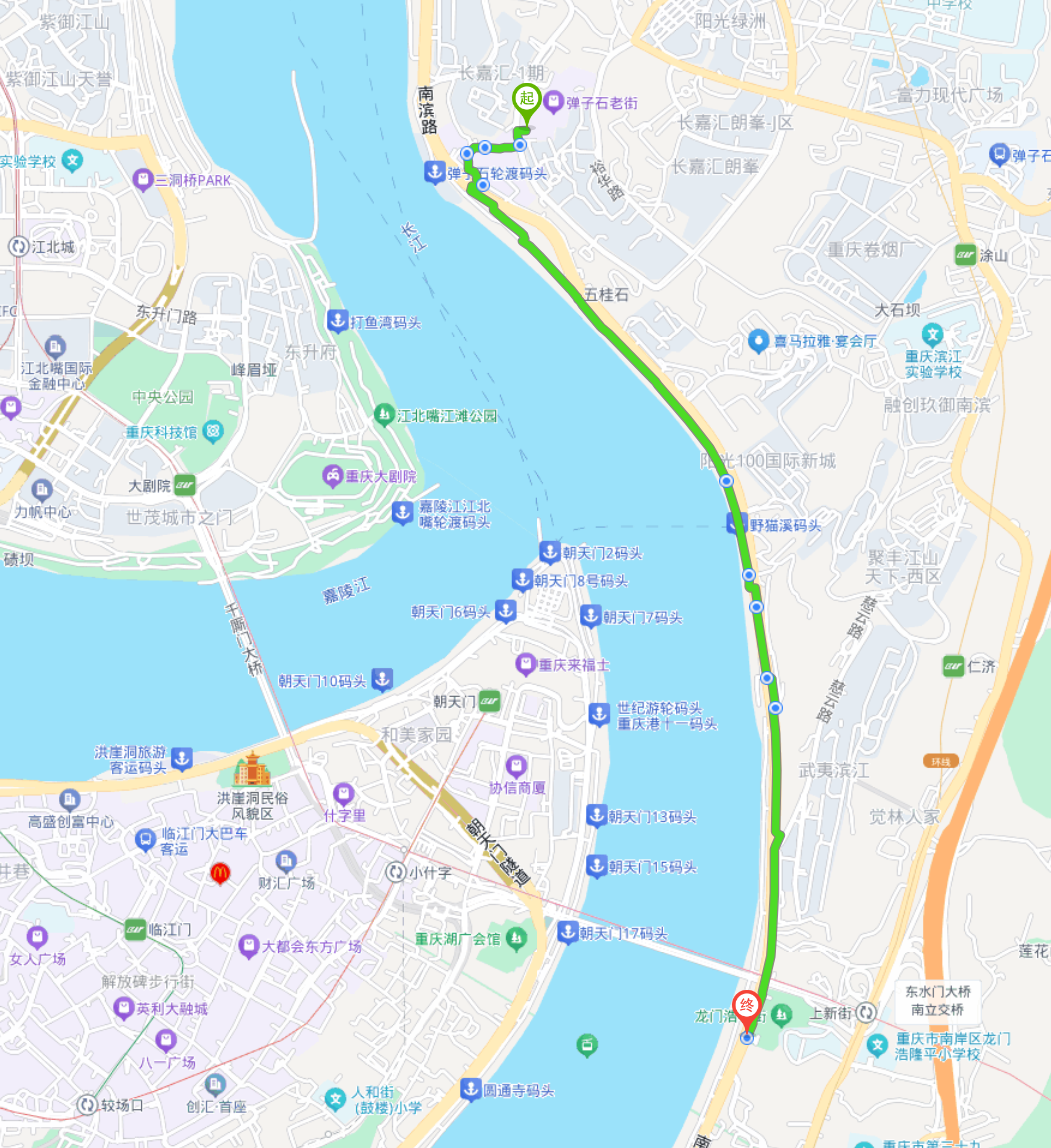 中学校
紫御江山
阳光绿洲
长嘉汇-1期
紫御江山天誉
起
弹子石老街
富力现代广场
南滨路
长嘉汇朗峯-J区
实验学校
弹子石
长嘉汇朗峯
三洞桥PARK
弹子石轮渡码头
裕华路
长江
江北城
重庆卷烟厂
涂山
五桂石
大石坝
东升门路
打鱼湾码头
喜马拉雅·宴会厅
东升府
重庆滨江
实验学校
江北嘴国际
金融中心
峰眉垭
中央公园
融创玖御南滨
江北嘴江滩公园
重庆科技馆
阳光100国际新城
重庆大剧院
大剧院
力帆中心
世茂城市之门
嘉陵江江北
嘴轮渡码头
野猫溪码头
碛坝
朝天门2码头
聚丰江山
天下-西区
朝天门8号码头
嘉陵江
朝天门6码头
朝天门7码头
慈云路
千厮门大桥
重庆来福士
仁济
朝天门10码头
朝天门
慈云路
世纪游轮码头
重庆港十一码头
和美家园
洪崖洞旅游
客运码头
环线
武夷滨江
协信商厦
洪崖洞民俗
风貌区
什字里
高盛创富中心
觉林人家
朝天门13码头
临江门大巴车
客运
朝天门隧道
井巷
朝天门15码头
小什字
财汇广场
临江门
朝天门17码头
重庆湖广会馆
大都会东方广场
女人广场
莲花
解放碑步行街
东水门大桥
南立交桥
英利大融城
终
龙门浩
街
上新街
重庆市南岸区龙门
浩隆平小学校
八一广场
圆通寺码头
人和街
(鼓楼)小学
创汇·首座
较场口
南